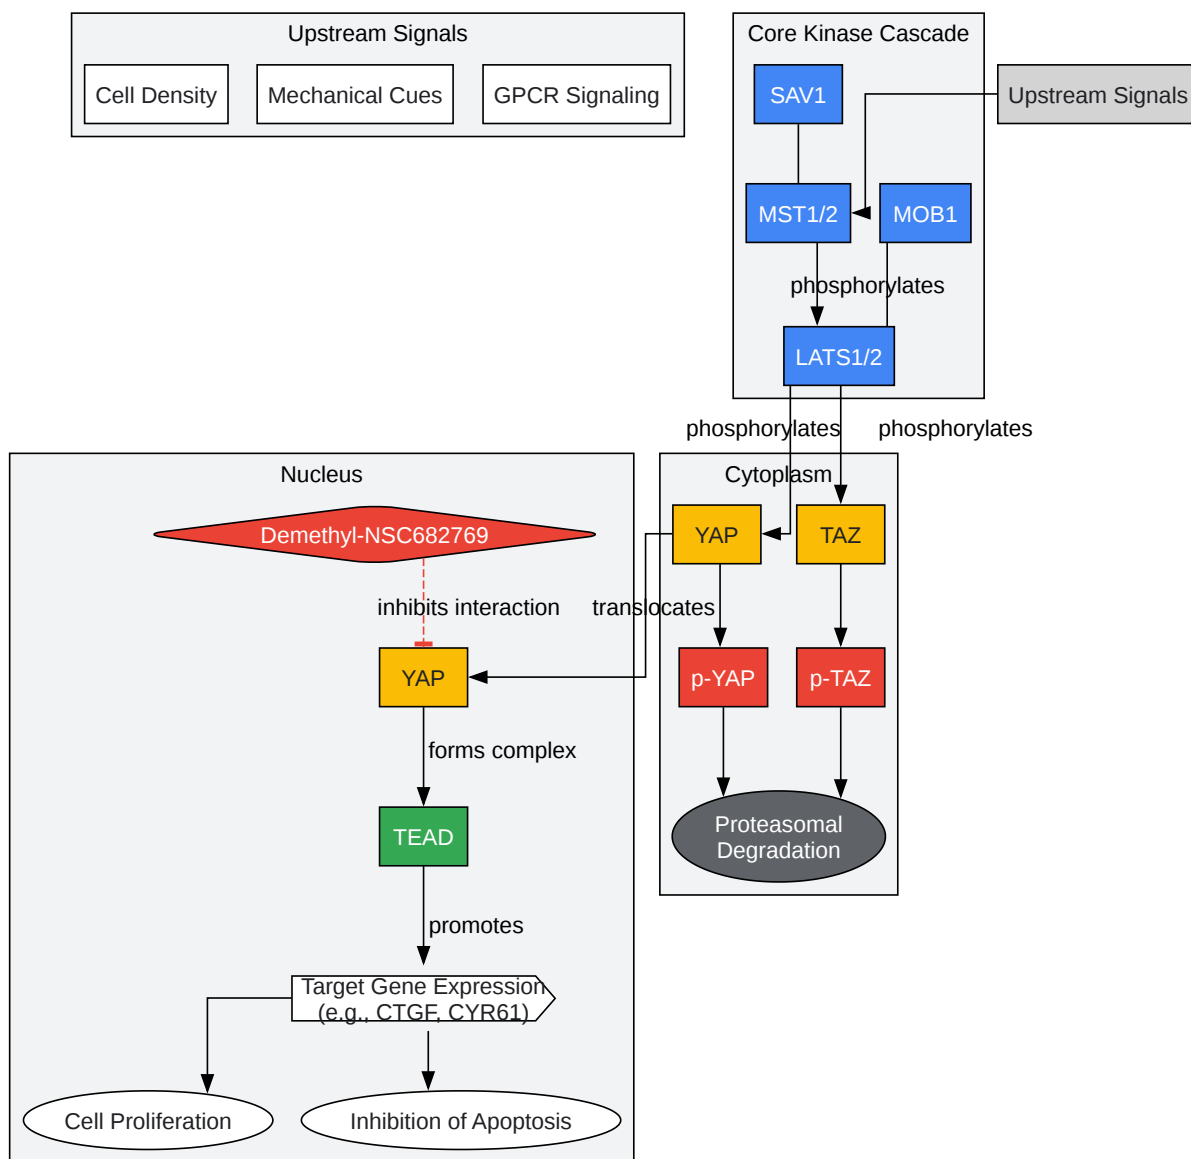 Upstream Signals
Cell Density
Mechanical Cues
GPCR Signaling
Core Kinase Cascade
SAV1
Upstream Signals
MST1/2
MOB1
phosphorylates
LATS1/2
phosphorylates
phosphorylates
Nucleus
Cytoplasm
Demethyl-NSC682769
YAP
TAZ
inhibits interaction
translocates
YAP
p-YAP
p-TAZ
forms complex
TEAD
Proteasomal
Degradation
promotes
Target Gene Expression
(e.g., CTGF, CYR61)
Cell Proliferation
Inhibition of Apoptosis